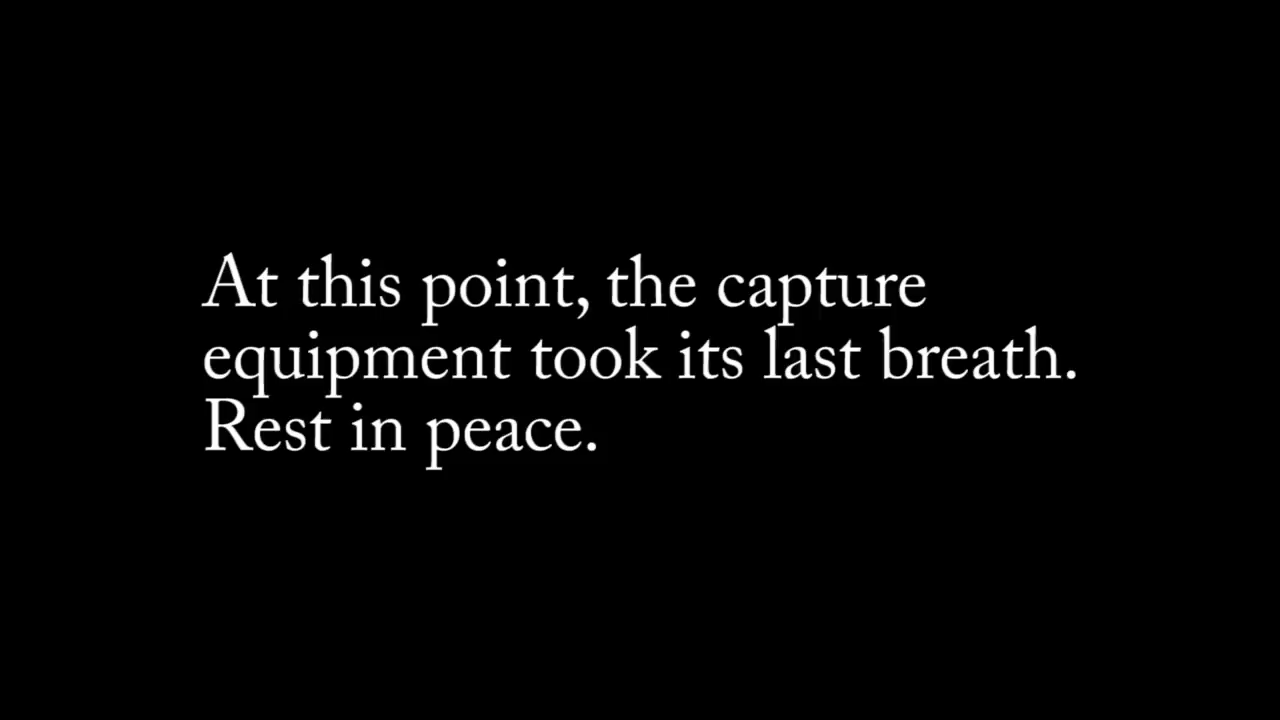 At this point, the capture
equipment took its last breath.
Rest in peace.